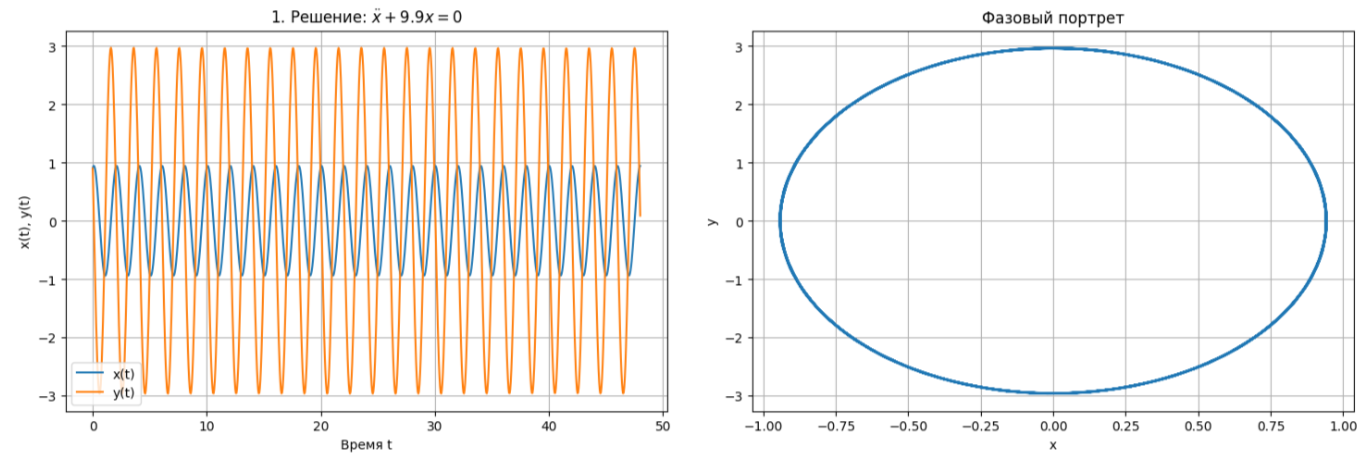 1. Решение: ẍ + 9.9x = 0
x(t), y(t)
3
2
1
0
−1
−2
−3
x(t)
y(t)
0 10 20 30 40 50
Время t
Фазовый портрет
y
3
2
1
0
−1
−2
−3
−1.00 −0.75 −0.50 −0.25 0.00 0.25 0.50 0.75 1.00
x